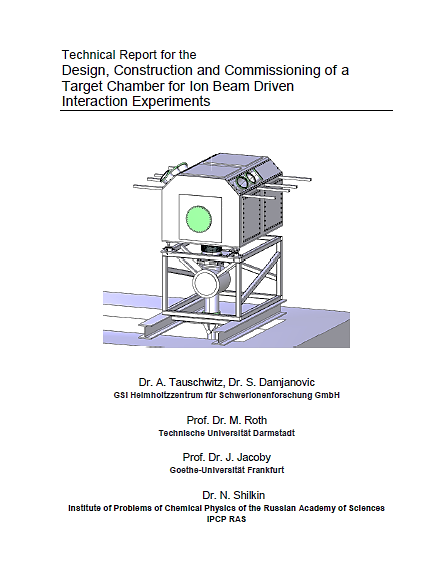 Technical Report for the
Design, Construction and Commissioning of a
Target Chamber for Ion Beam Driven
Interaction Experiments
Dr. A. Tauschwitz, Dr. S. Damjanovic
GSI Helmholtzzentrum für Schwerionenforschung GmbH
Prof. Dr. M. Roth
Technische Universität Darmstadt
Prof. Dr. J. Jacoby
Goethe-Universität Frankfurt
Dr. N. Shilkin
Institute of Problems of Chemical Physics of the Russian Academy of Sciences
IPCP RAS